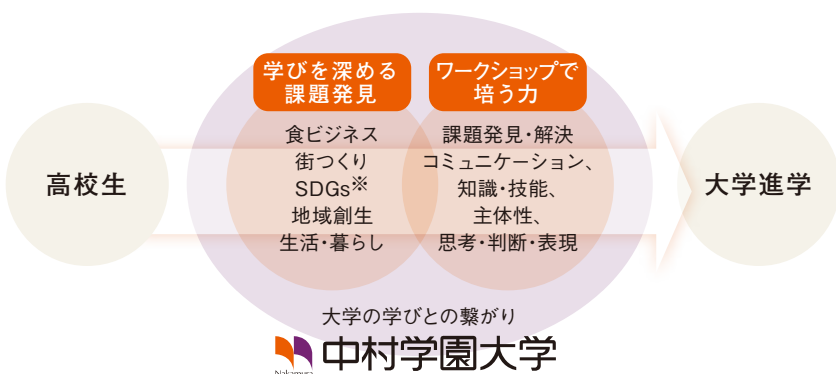 学びを深める
課題発見
ワークショップで
培う力
高校生
食ビジネス
街つくり
SDGs※
地域創生
生活・暮らし
課題発見・解決
コミュニケーション、
知識・技能、
主体性、
思考・判断・表現
大学進学
大学の学びとの繋がり
Nakamura
中村学園大学